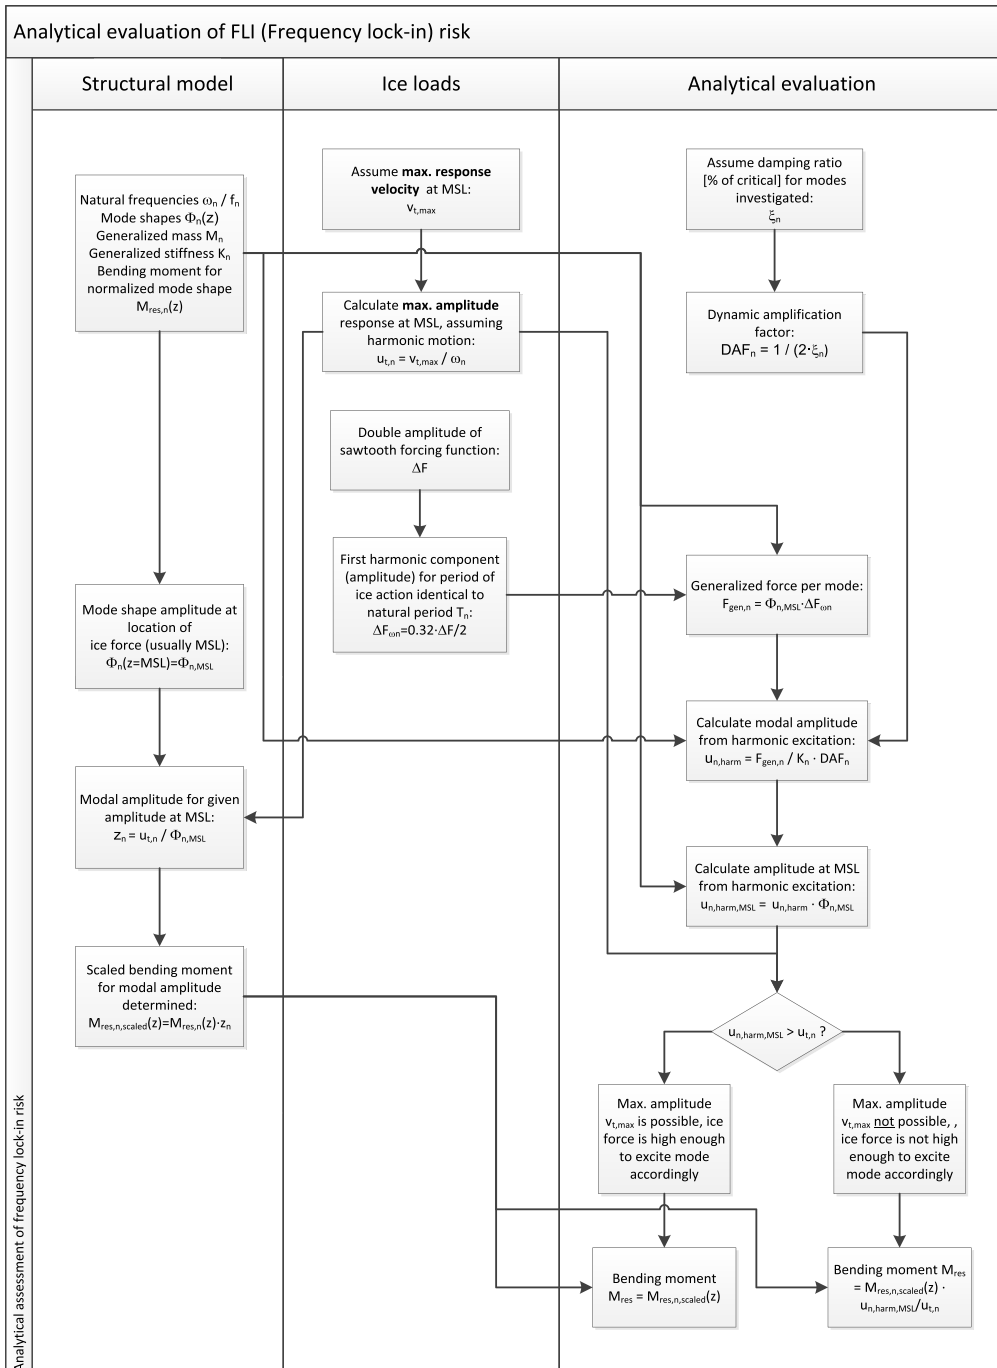 Analytical evaluation of FLI (Frequency lock-in) risk
Structural model
Ice loads
Analytical evaluation
Analytical assessment of frequency lock-in risk
Natural frequencies ωn / fn
Mode shapes Φn(z)
Generalized mass Mn
Generalized stiffness Kn
Bending moment for
normalized mode shape
Mres,n(z)
Mode shape amplitude at
location of
ice force (usually MSL):
Φn(z=MSL)=Φn,MSL
Modal amplitude for given
amplitude at MSL:
zn = ut,n / Φn,MSL
Scaled bending moment
for modal amplitude
determined:
Mres,n,scaled(z)=Mres,n(z)·zn
Assume max. response
velocity at MSL:
vt,max
Calculate max. amplitude
response at MSL, assuming
harmonic motion:
ut,n = vt,max / ωn
Double amplitude of
sawtooth forcing function:
ΔF
First harmonic component
(amplitude) for period of
ice action identical to
natural period Tn:
ΔFωn=0.32·ΔF/2
Assume damping ratio
[% of critical] for modes
investigated:
ξn
Dynamic amplification
factor:
DAFn = 1 / (2·ξn)
Generalized force per mode:
Fgen,n = Φn,MSL·ΔFωn
Calculate modal amplitude
from harmonic excitation:
un,harm = Fgen,n / Kn · DAFn
Calculate amplitude at MSL
from harmonic excitation:
un,harm,MSL = un,harm · Φn,MSL
un,harm,MSL > ut,n ?
Max. amplitude
vt,max is possible, ice
force is high enough
to excite mode
accordingly
Max. amplitude
vt,max not possible, ,
ice force is not high
enough to excite
mode accordingly
Bending moment
Mres = Mres,n,scaled(z)
Bending moment Mres
= Mres,n,scaled(z) ·
un,harm,MSL/ut,n